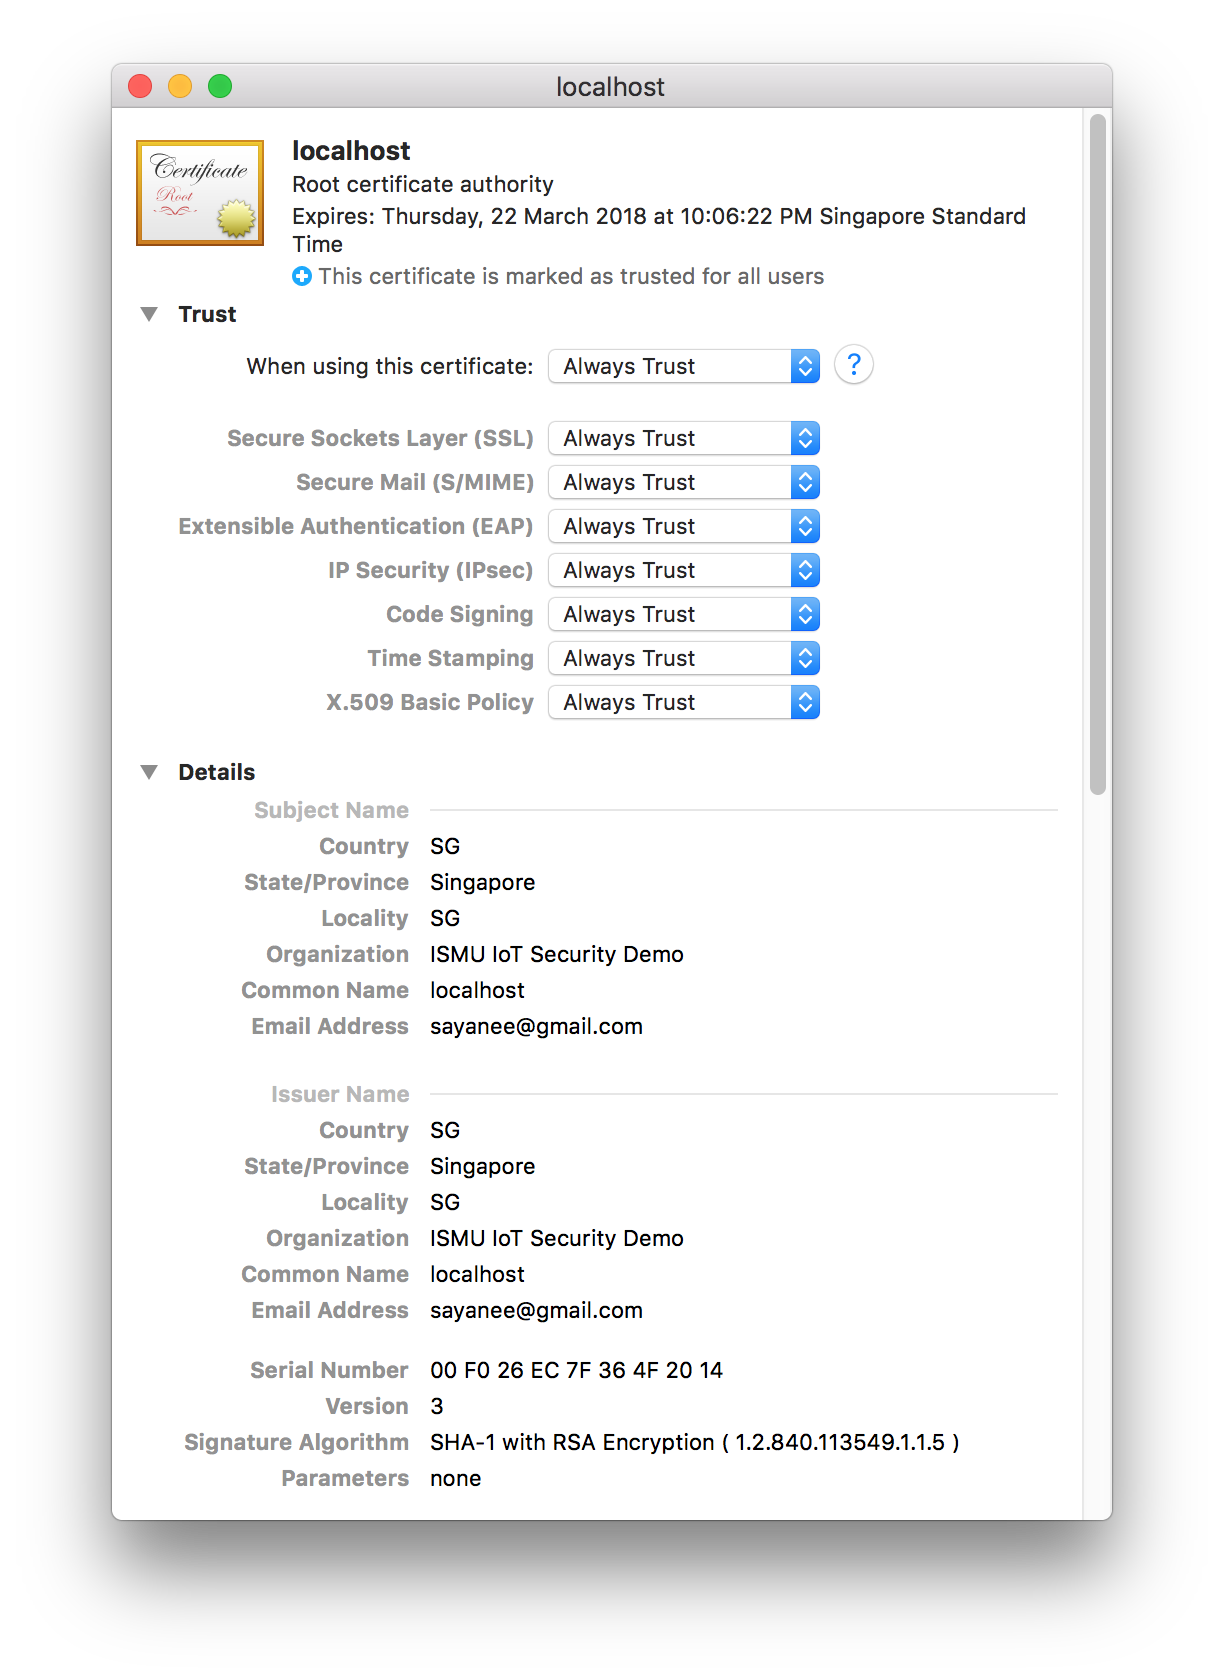 localhost
Certificate
Root
localhost
Root certificate authority
Expires: Thursday, 22 March 2018 at 10:06:22 PM Singapore Standard
Time
This certificate is marked as trusted for all users
Trust
When using this certificate: Always Trust ?
Secure Sockets Layer (SSL) Always Trust
Secure Mail (S/MIME) Always Trust
Extensible Authentication (EAP) Always Trust
IP Security (IPsec) Always Trust
Code Signing Always Trust
Time Stamping Always Trust
X.509 Basic Policy Always Trust
Details
Subject Name
Country SG
State/Province Singapore
Locality SG
Organization ISMU IoT Security Demo
Common Name localhost
Email Address sayanee@gmail.com
Issuer Name
Country SG
State/Province Singapore
Locality SG
Organization ISMU IoT Security Demo
Common Name localhost
Email Address sayanee@gmail.com
Serial Number 00 F0 26 EC 7F 36 4F 20 14
Version 3
Signature Algorithm SHA-1 with RSA Encryption ( 1.2.840.113549.1.1.5 )
Parameters none